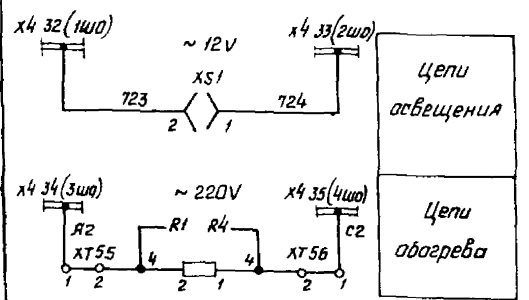 x4 32(1шо)
~ 12V
x4 33(2шо)
xs1
723
724
2
1
Цепи
освещения
x4 34(3шо)
~ 220V
x4 35(4шо)
Я2
R1
R4
C2
XT55
4
4
XT56
1
2
2
1
2
1
Цепи
обогрева